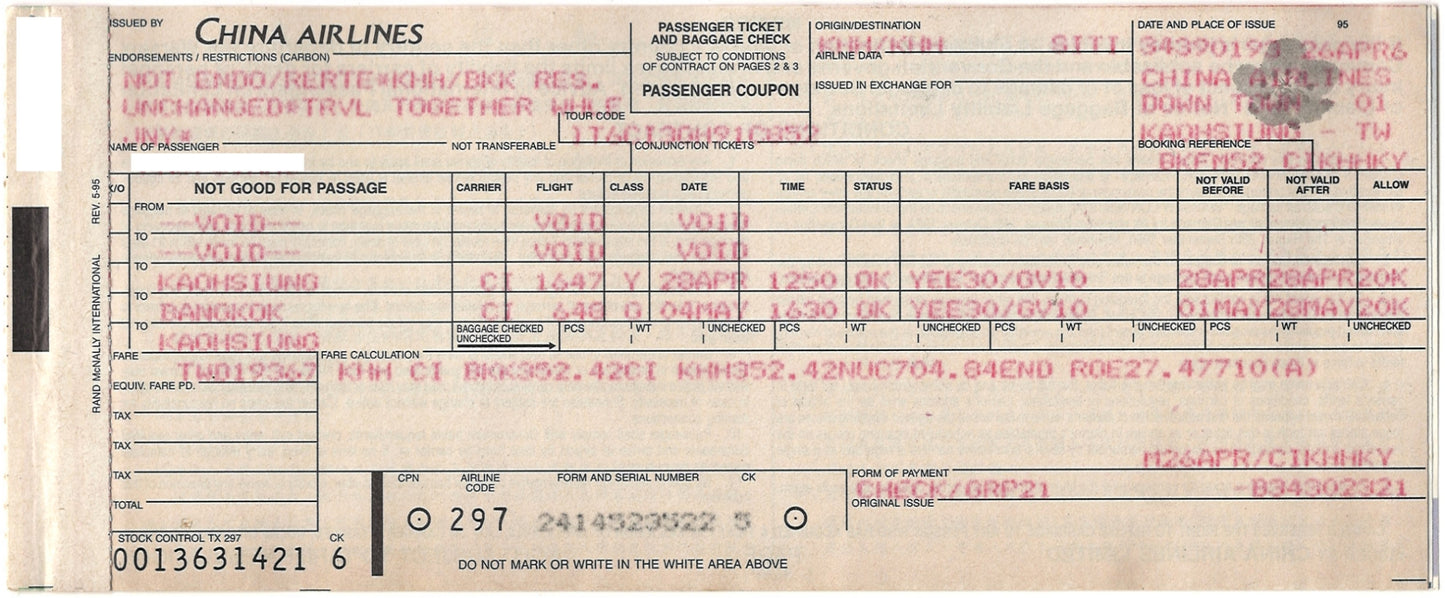 ISSUED BY CHINA AIRLINES
ENDORSEMENTS / RESTRICTIONS (CARBON)
NOT ENDO/RERTE*KHH/BKK RES.
UNCHANGED*TRVL TOGETHER WHLE
JNY*
PASSENGER TICKET
AND BAGGAGE CHECK
SUBJECT TO CONDITIONS
OF CONTRACT ON PAGES 2 & 3
PASSENGER COUPON
TOUR CODE
1T6CI3GH91C852
ORIGIN/DESTINATION
KHH/KHH SITI
AIRLINE DATA
ISSUED IN EXCHANGE FOR
DATE AND PLACE OF ISSUE 95
34390193 26APR6
CHINA AIRLINES
DOWN TOWN 01
KAOHSIUNG - TW
BOOKING REFERENCE
BKFM52 CIKHHKY
NAME OF PASSENGER NOT TRANSFERABLE CONJUNCTION TICKETS
X/O NOT GOOD FOR PASSAGE CARRIER FLIGHT CLASS DATE TIME STATUS FARE BASIS NOT VALID BEFORE NOT VALID AFTER ALLOW
FROM --VOID-- VOID VOID
TO --VOID-- VOID VOID
TO KAOHSIUNG CI 1647 Y 28APR 1250 OK YEE30/GV10 28APR 28APR 20K
TO BANGKOK CI 648 G 04MAY 1630 OK YEE30/GV10 01MAY 28MAY 20K
TO KAOHSIUNG BAGGAGE CHECKED UNCHECKED PCS WT UNCHECKED PCS WT UNCHECKED PCS WT UNCHECKED PCS WT UNCHECKED
FARE FARE CALCULATION
TWD19367 KHH CI BKK352.42CI KHH352.42NUC704.84END ROE27.47710(A)
EQUIV. FARE PD.
TAX
TAX
TAX
TOTAL
M26APR/CIKHHKY
FORM OF PAYMENT
CHECK/GRP21 -B34302321
ORIGINAL ISSUE
CPN AIRLINE CODE FORM AND SERIAL NUMBER CK
297 2414523522 5
STOCK CONTROL TX 297 CK
0013631421 6
DO NOT MARK OR WRITE IN THE WHITE AREA ABOVE
RAND McNALLY INTERNATIONAL REV. 5-95